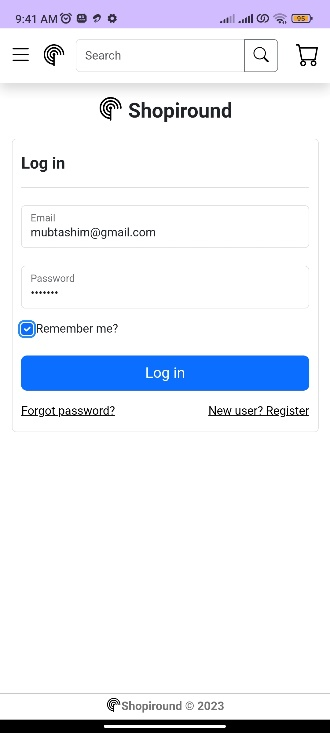 9:41 AM
95
Search
Shopiround
Log in
Email
mubtashim@gmail.com
Password
•••••••
Remember me?
Log in
Forgot password? New user? Register
Shopiround © 2023